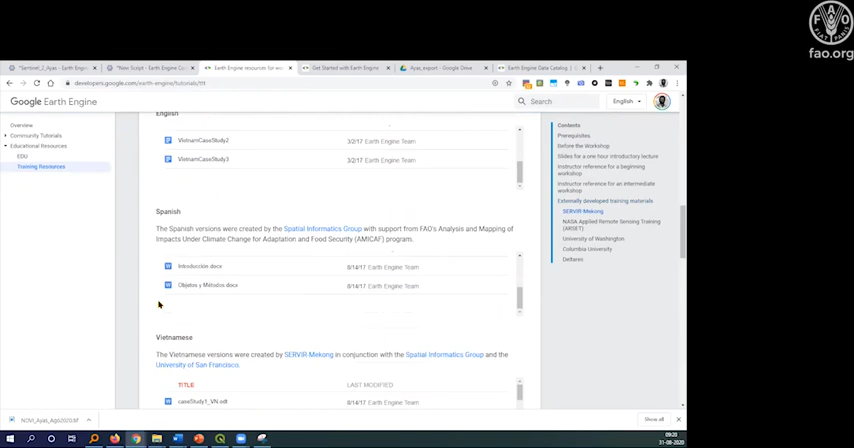 FAO
FIAT PANIS
fao.org
*Sentinel_2_Ayas - Earth Engine
*New Script - Earth Engine Co
Earth Engine resources for wo
Get Started with Earth Engine
Ayas_export - Google Drive
Earth Engine Data Catalog
developers.google.com/earth-engine/tutorials/ttt
Google Earth Engine
Search
English
Overview
Community Tutorials
Educational Resources
EDU
Training Resources
English
VietnamCaseStudy2 3/2/17 Earth Engine Team
VietnamCaseStudy3 3/2/17 Earth Engine Team
Spanish
The Spanish versions were created by the Spatial Informatics Group with support from FAO's Analysis and Mapping of
Impacts Under Climate Change for Adaptation and Food Security (AMICAF) program.
Introducción.docx 8/14/17 Earth Engine Team
Objetos y Métodos.docx 8/14/17 Earth Engine Team
Vietnamese
The Vietnamese versions were created by SERVIR-Mekong in conjunction with the Spatial Informatics Group and the
University of San Francisco.
TITLE LAST MODIFIED
caseStudy1_VN.odt 8/14/17 Earth Engine Team
Contents
Prerequisites
Before the Workshop
Slides for a one hour introductory lecture
Instructor reference for a beginning
workshop
Instructor reference for an intermediate
workshop
Externally developed training materials
SERVIR-Mekong
NASA Applied Remote Sensing Training
(ARSET)
University of Washington
Columbia University
Deltares
NOVI_Ayas_Ago2020.tif
Show all
09:20
31-08-2020